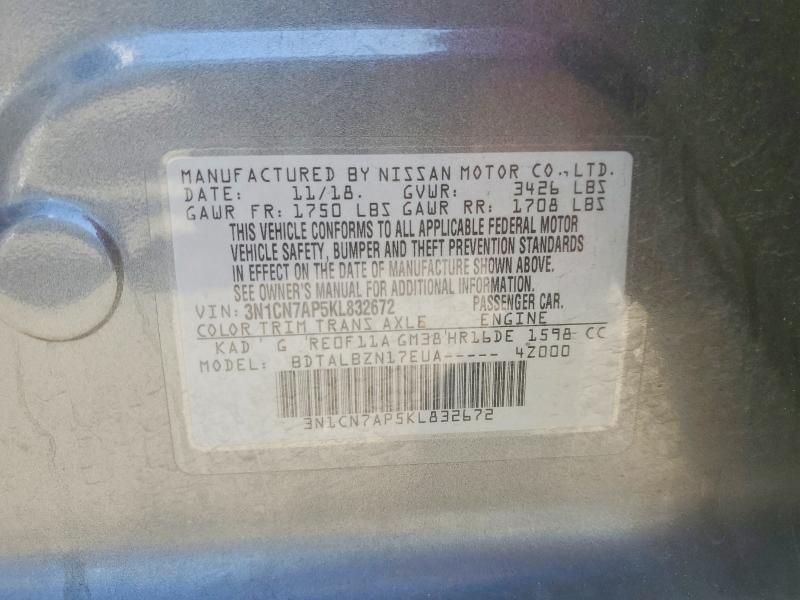 MANUFACTURED BY NISSAN MOTOR CO.,LTD.
DATE: 11/18. GVWR: 3426 LBS
GAWR FR: 1750 LBS GAWR RR: 1708 LBS
THIS VEHICLE CONFORMS TO ALL APPLICABLE FEDERAL MOTOR
VEHICLE SAFETY, BUMPER AND THEFT PREVENTION STANDARDS
IN EFFECT ON THE DATE OF MANUFACTURE SHOWN ABOVE.
SEE OWNER'S MANUAL FOR ADDITIONAL INFORMATION.
VIN: 3N1CN7AP5KL832672 PASSENGER CAR.
COLOR TRIM TRANS AXLE ENGINE
KAD ' G 'RE0F11A GM38'HR16DE 1598 CC
MODEL: BDTALBZN17EUA----- 4Z000
3N1CN7AP5KL832672